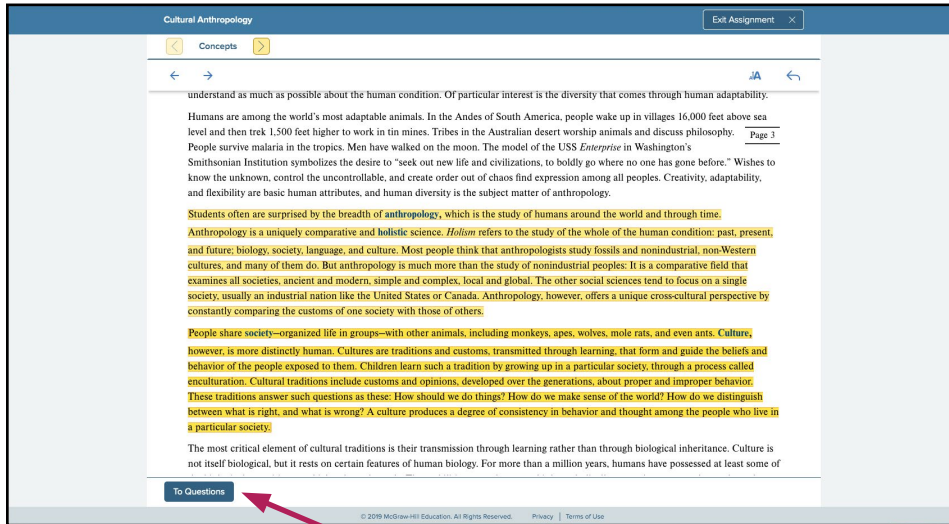 Cultural Anthropology
Exit Assignment
Concepts
understand as much as possible about the human condition. Of particular interest is the diversity that comes through human adaptability.
Humans are among the world's most adaptable animals. In the Andes of South America, people wake up in villages 16,000 feet above sea
level and then trek 1,500 feet higher to work in tin mines. Tribes in the Australian desert worship animals and discuss philosophy.
Page 3
People survive malaria in the tropics. Men have walked on the moon. The model of the USS Enterprise in Washington's
Smithsonian Institution symbolizes the desire to "seek out new life and civilizations, to boldly go where no one has gone before." Wishes to
know the unknown, control the uncontrollable, and create order out of chaos find expression among all peoples. Creativity, adaptability,
and flexibility are basic human attributes, and human diversity is the subject matter of anthropology.
Students often are surprised by the breadth of anthropology, which is the study of humans around the world and through time.
Anthropology is a uniquely comparative and holistic science. Holism refers to the study of the whole of the human condition: past, present,
and future; biology, society, language, and culture. Most people think that anthropologists study fossils and nonindustrial, non-Western
cultures, and many of them do. But anthropology is much more than the study of nonindustrial peoples: It is a comparative field that
examines all societies, ancient and modern, simple and complex, local and global. The other social sciences tend to focus on a single
society, usually an industrial nation like the United States or Canada. Anthropology, however, offers a unique cross-cultural perspective by
constantly comparing the customs of one society with those of others.
People share society—organized life in groups—with other animals, including monkeys, apes, wolves, mole rats, and even ants. Culture,
however, is more distinctly human. Cultures are traditions and customs, transmitted through learning, that form and guide the beliefs and
behavior of the people exposed to them. Children learn such a tradition by growing up in a particular society, through a process called
enculturation. Cultural traditions include customs and opinions, developed over the generations, about proper and improper behavior.
These traditions answer such questions as these: How should we do things? How do we make sense of the world? How do we distinguish
between what is right, and what is wrong? A culture produces a degree of consistency in behavior and thought among the people who live in
a particular society.
The most critical element of cultural traditions is their transmission through learning rather than through biological inheritance. Culture is
not itself biological, but it rests on certain features of human biology. For more than a million years, humans have possessed at least some of
To Questions
© 2019 McGraw-Hill Education. All Rights Reserved. Privacy | Terms of Use